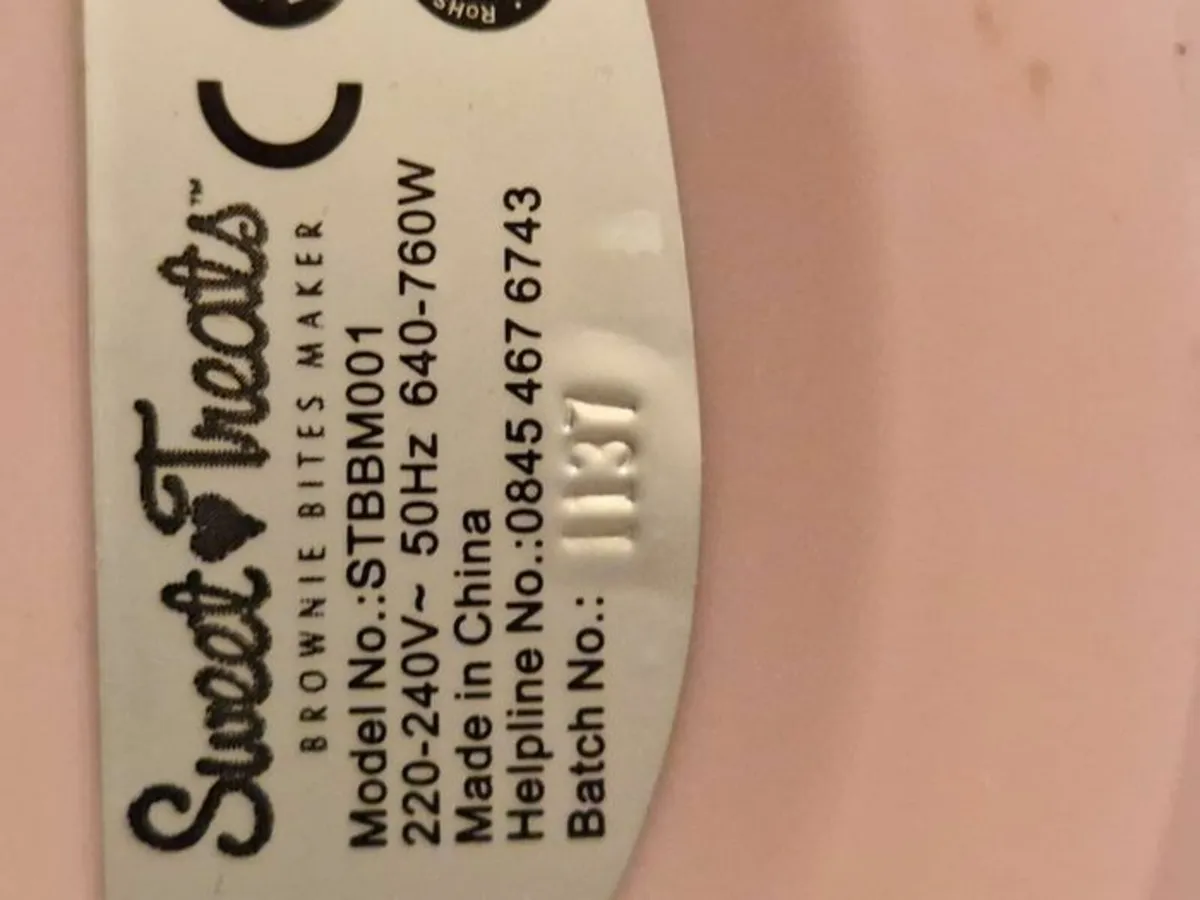 RoHS
Sweet Treats™
BROWNIE BITES MAKER
Model No.:STBBM001
220-240V~ 50Hz 640-760W
Made in China
Helpline No.:0845 467 6743
Batch No.: 1137